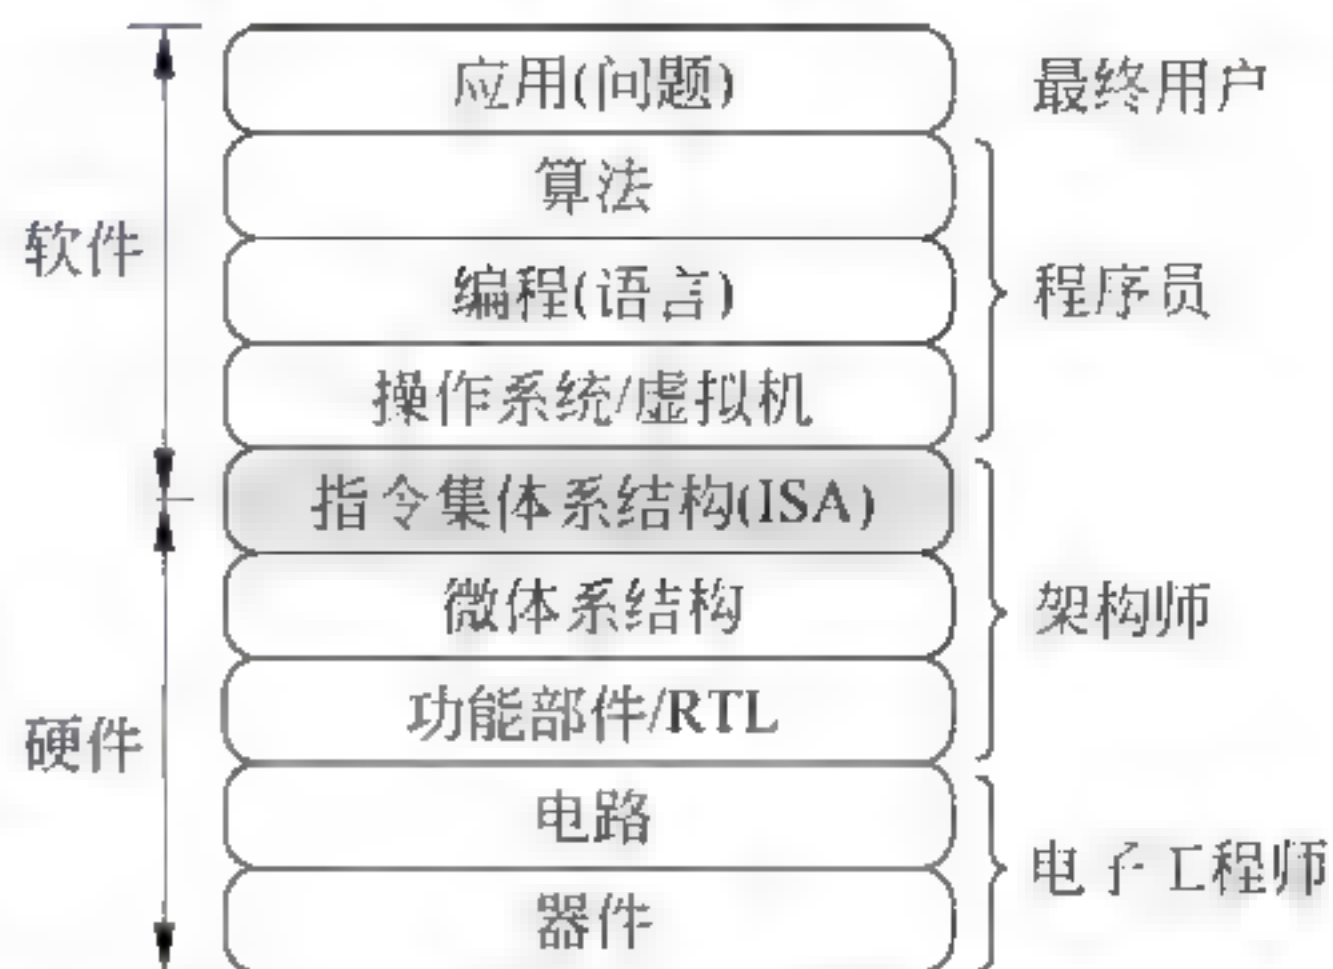 应用(问题)
最终用户
算法
软件
编程(语言)
程序员
操作系统/虚拟机
指令集体系结构(ISA)
微体系结构
架构师
功能部件/RTL
硬件
电路
电子工程师
器件